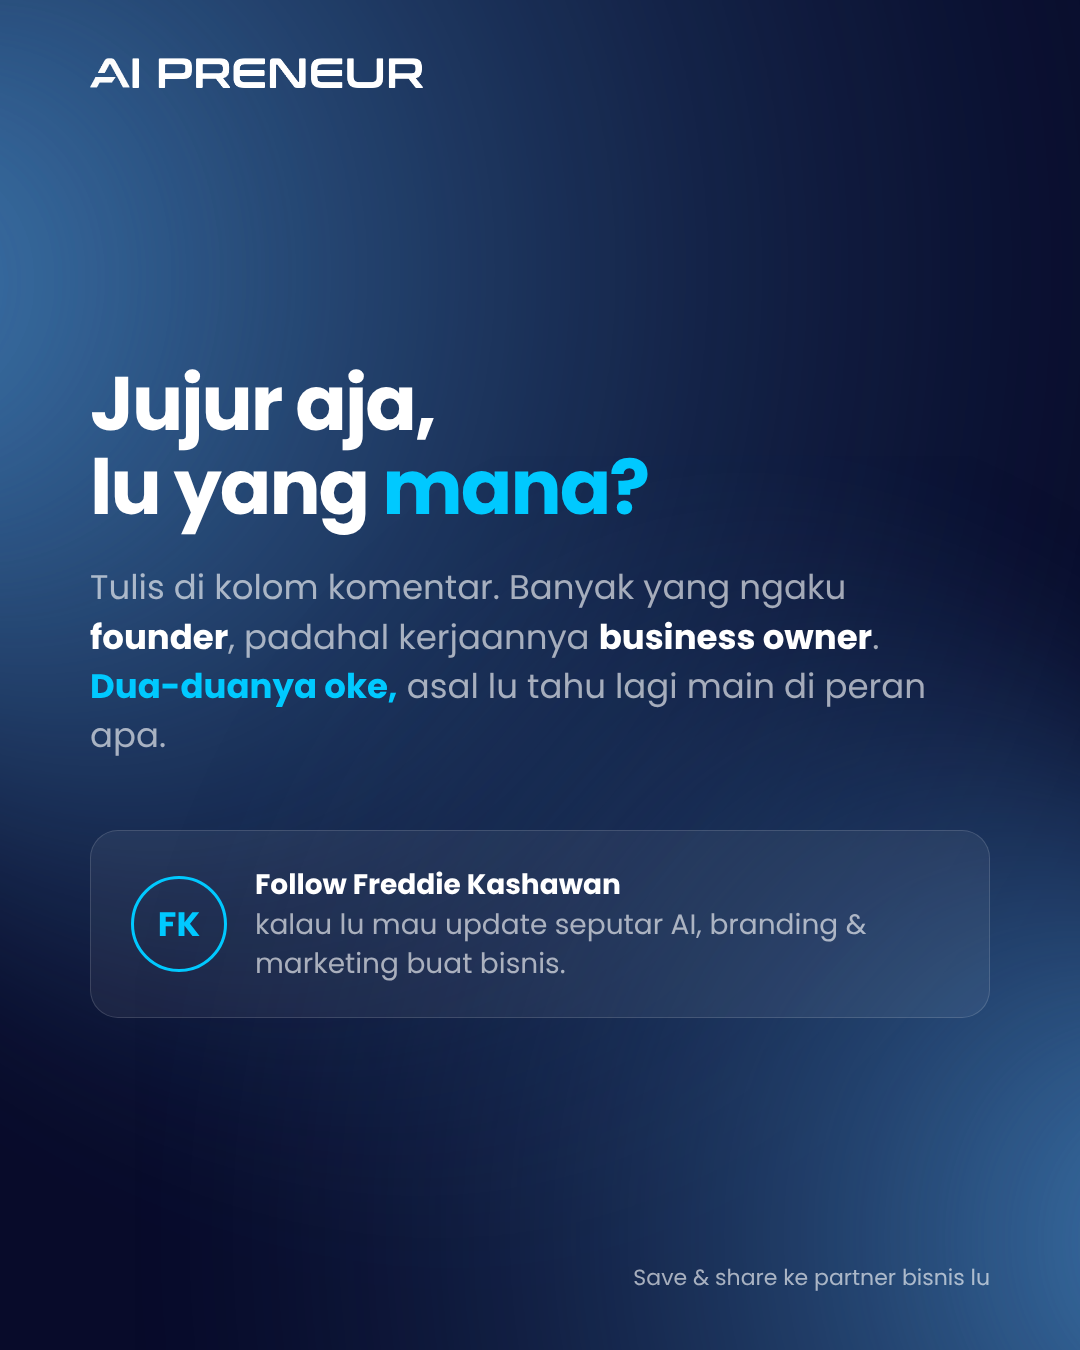 AI PRENEUR
Jujur aja,
lu yang mana?
Tulis di kolom komentar. Banyak yang ngaku
founder, padahal kerjaannya business owner.
Dua-duanya oke, asal lu tahu lagi main di peran
apa.
FK
Follow Freddie Kashawan
kalau lu mau update seputar AI, branding &
marketing buat bisnis.
Save & share ke partner bisnis lu